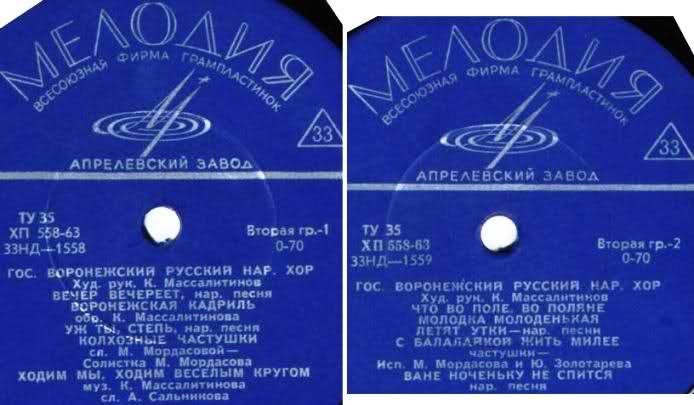 МЕЛОДИЯ
ВСЕСОЮЗНАЯ ФИРМА ГРАМПЛАСТИНОК
33
АПРЕЛЕВСКИЙ ЗАВОД
ТУ 35
ХП 558-63
33НД—1558
Вторая гр.-1
0-70
ГОС. ВОРОНЕЖСКИЙ РУССКИЙ НАР. ХОР
Худ. рук. К. Массалитинов
ВЕЧЕР ВЕЧЕРЕЕТ, нар. песня
ВОРОНЕЖСКАЯ КАДРИЛЬ
обр. К. Массалитинова
УЖ ТЫ, СТЕПЬ, нар. песня
КОЛХОЗНЫЕ ЧАСТУШКИ
сл. М. Мордасовой—
Солистка М. Мордасова
ХОДИМ МЫ, ХОДИМ ВЕСЕЛЫМ КРУГОМ
муз. К. Массалитинова
сл. А. Сальникова
МЕЛОДИЯ
ВСЕСОЮЗНАЯ ФИРМА ГРАМПЛАСТИНОК
33
АПРЕЛЕВСКИЙ ЗАВОД
ТУ 35
ХП 558-63
33НД—1559
Вторая гр.-2
0-70
ГОС. ВОРОНЕЖСКИЙ РУССКИЙ НАР. ХОР
Худ. рук. К. Массалитинов
ЧТО ВО ПОЛЕ, ВО ПОЛЯНЕ
МОЛОДКА МОЛОДЕНЬКАЯ
ЛЕТЯТ УТКИ—нар. песни
С БАЛАЛАЙКОЙ ЖИТЬ МИЛЕЕ
частушки—
Исп. М. Мордасова и Ю. Золотарева
ВАНЕ НОЧЕНЬКУ НЕ СПИТСЯ
нар. песня